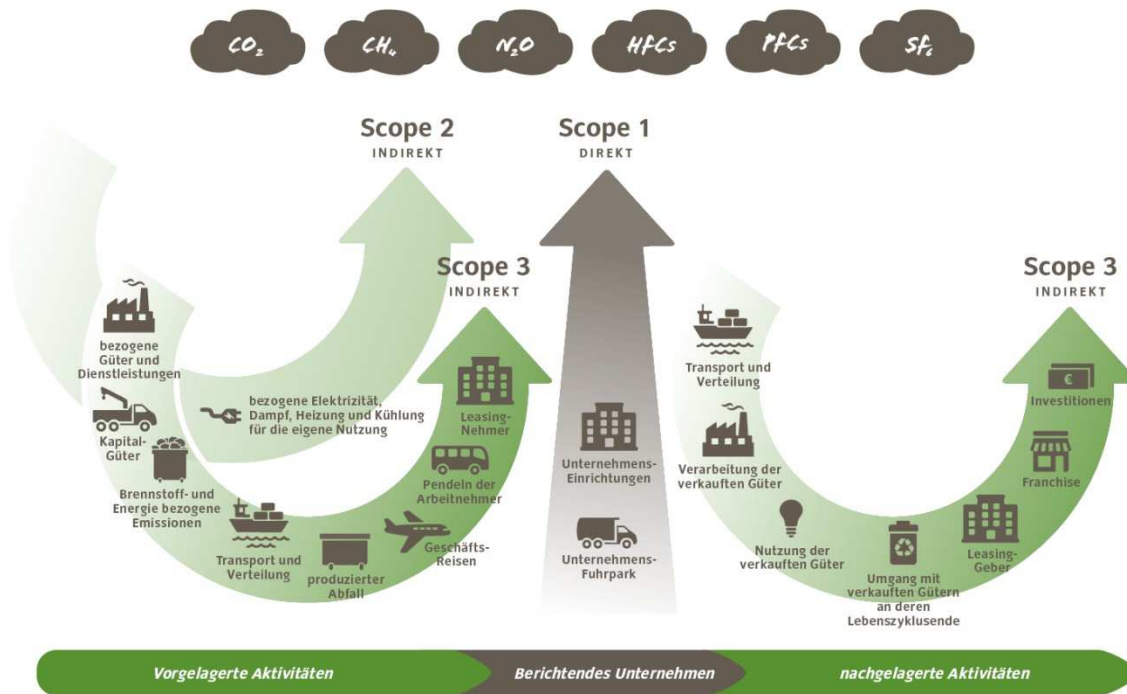 CO₂
CH₄
N₂O
HFCs
PFCs
SF₆
Scope 2
INDIREKT
Scope 1
DIREKT
Scope 3
INDIREKT
Scope 3
INDIREKT
bezogene
Güter und
Dienstleistungen
Kapital-
Güter
Brennstoff- und
Energie bezogene
Emissionen
Transport und
Verteilung
produzierter
Abfall
Geschäfts-
Reisen
Pendeln der
Arbeitnehmer
Leasing-
Nehmer
bezogene Elektrizität,
Dampf, Heizung und Kühlung
für die eigene Nutzung
Unternehmens-
Einrichtungen
Unternehmens-
Fuhrpark
Transport und
Verteilung
Verarbeitung der
verkauften Güter
Nutzung der
verkauften Güter
Umgang mit
verkauften Gütern
an deren
Lebenszyklusende
Leasing-
Geber
Franchise
€
Investitionen
Vorgelagerte Aktivitäten
Berichtendes Unternehmen
nachgelagerte Aktivitäten